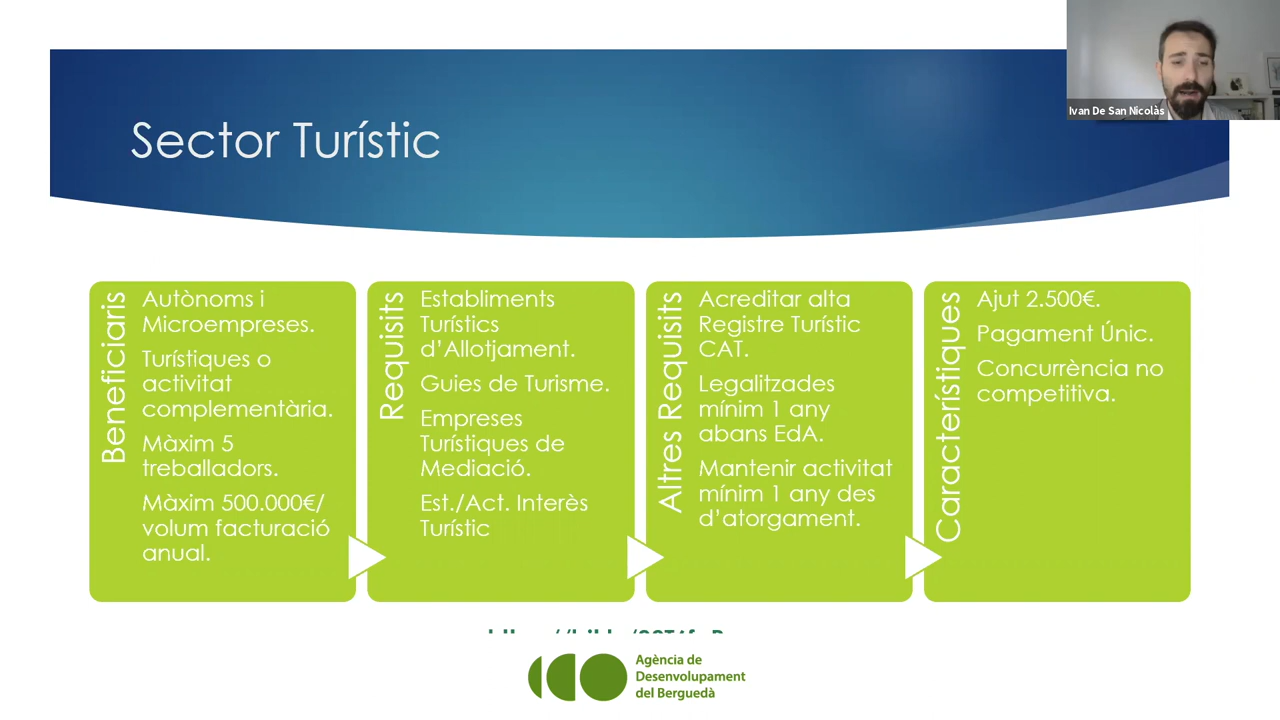 Ivan De San Nicolàs
Sector Turístic
Beneficiaris
Autònoms i
Microempreses.
Turístiques o
activitat
complementària.
Màxim 5
treballadors.
Màxim 500.000€/
volum facturació
anual.
Requisits
Establiments
Turístics
d'Allotjament.
Guies de Turisme.
Empreses
Turístiques de
Mediació.
Est./Act. Interès
Turístic
Altres Requisits
Acreditar alta
Registre Turístic
CAT.
Legalitzades
mínim 1 any
abans EdA.
Mantenir activitat
mínim 1 any des
d'atorgament.
Característiques
Ajut 2.500€.
Pagament Únic.
Concurrència no
competitiva.
Agència de
Desenvolupament
del Berguedà